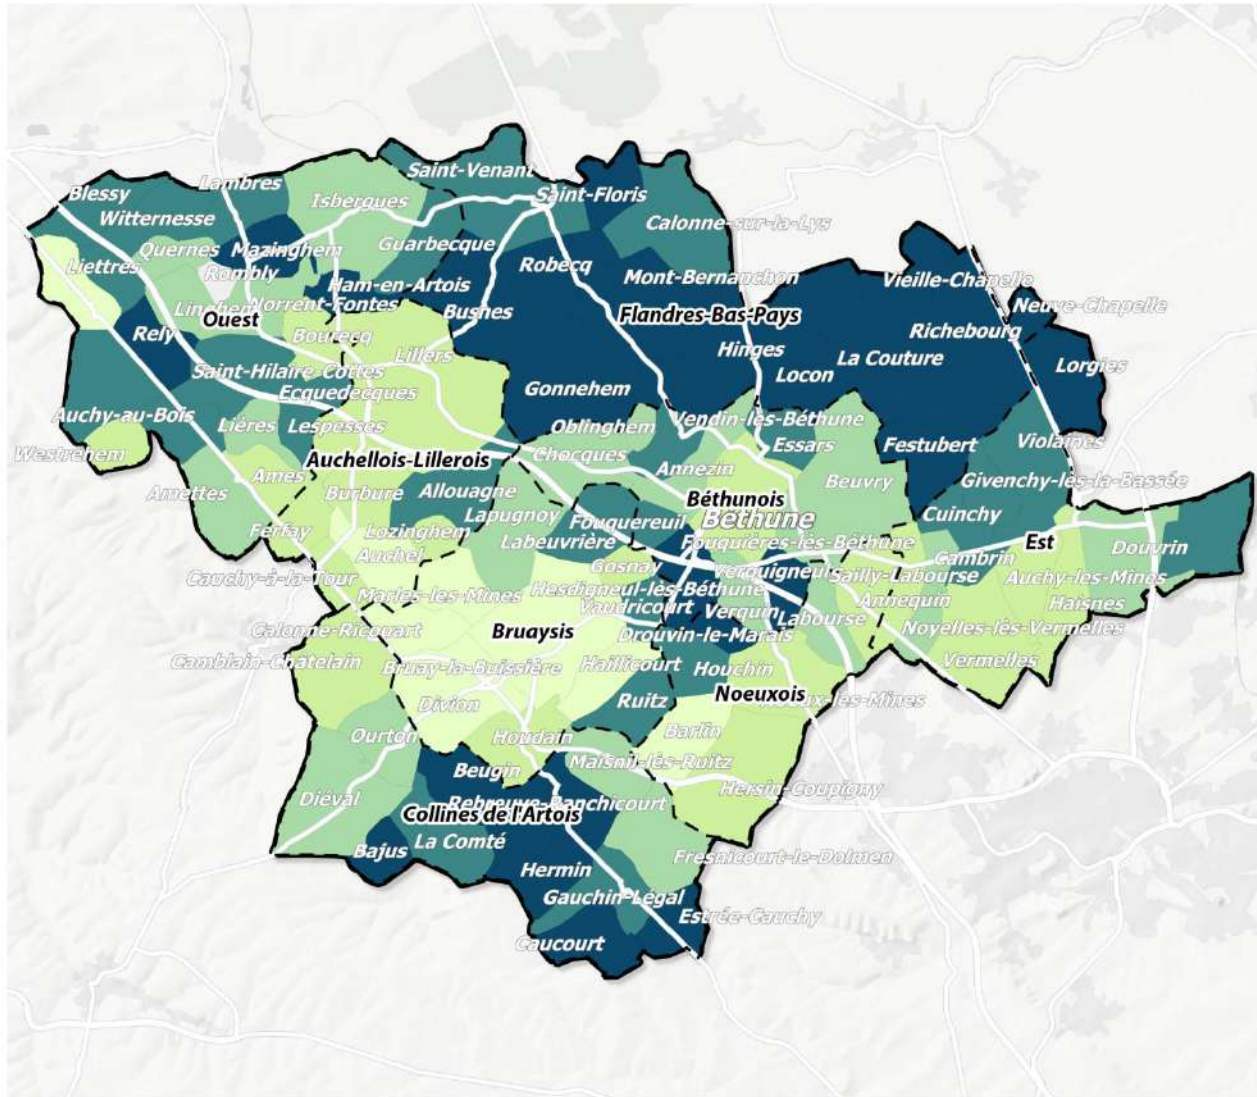 Saint-Venant
Lambres
Blessy
Isbergues
Saint-Floris
Witternesse
Calonne-sur-la-Lys
Guarbecque
Quernes
Mazinghem
Liettres
Rombly
Robecq
Mont-Bernanchon
Vieille-Chapelle
Ham-en-Artois
Norrent-Fontes
Neuve-Chapelle
Busnes
Ouest
Flandres-Bas-Pays
Rely
Bourecq
Richebourg
Lillers
Hinges
La Couture
Lorgies
Saint-Hilaire-Cottes
Locon
Ecquedecques
Gonnehem
Auchy-au-Bois
Liéres
Lespesses
Oblinghem
Vendin-lès-Béthune
Essars
Festubert
Violaines
Westrehem
Chocques
Auchellois-Lillerois
Annezin
Ames
Beuvry
Givenchy-lès-la-Bassée
Amettes
Burbure
Allouagne
Béthunois
Lapugnoy
Cuinchy
Béthune
Fouquereuil
Ferfay
Lozinghem
Labeuvrière
Fouquières-lès-Béthune
Est
Douvrin
Auchel
Cambrin
Gosnay
Verquigneul
Sailly-Labourse
Auchy-les-Mines
Cauchy-à-la-Tour
Hesdigneul-lès-Béthune
Marles-les-Mines
Vaudricourt
Verquin
Labourse
Annequin
Haisnes
Calonne-Ricouart
Bruaysis
Drouvin-le-Marais
Noyelles-lès-Vermelles
Camblain-Chatelain
Bruay-la-Buissière
Haillicourt
Houchin
Vermelles
Divion
Ruitz
Noeuxois
Barlin
Ourton
Houdain
Maisnil-lès-Ruitz
Beugin
Hersin-Coupigny
Diéval
Rebreuve-Ranchicourt
Collines de l'Artois
La Comté
Bajus
Fresnicourt-le-Dolmen
Hermin
Gauchin-Légal
Estrée-Cauchy
Caucourt